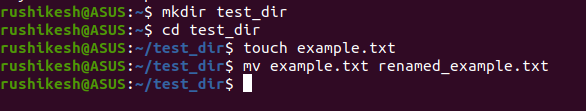 rushikesh@ASUS:~$ mkdir test_dir
rushikesh@ASUS:~$ cd test_dir
rushikesh@ASUS:~/test_dir$ touch example.txt
rushikesh@ASUS:~/test_dir$ mv example.txt renamed_example.txt
rushikesh@ASUS:~/test_dir$